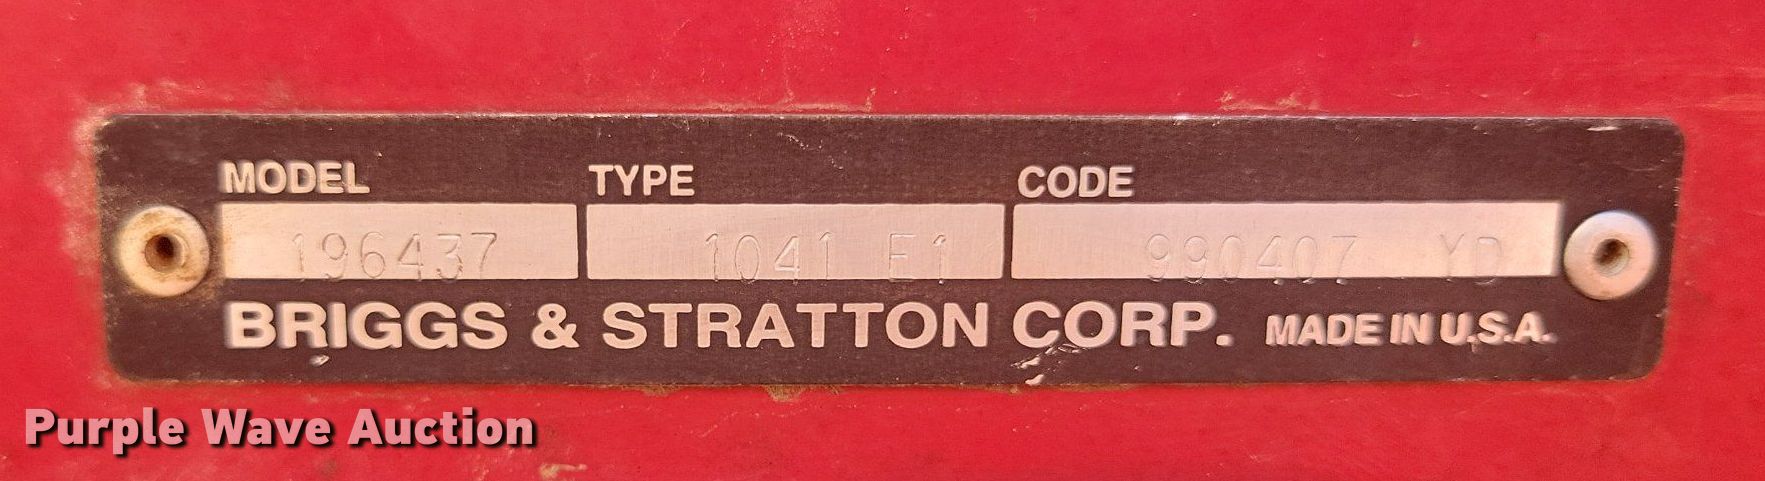 MODEL TYPE CODE
196437 1041 E1 990407 YD
BRIGGS & STRATTON CORP. MADE IN U.S.A.
Purple Wave Auction